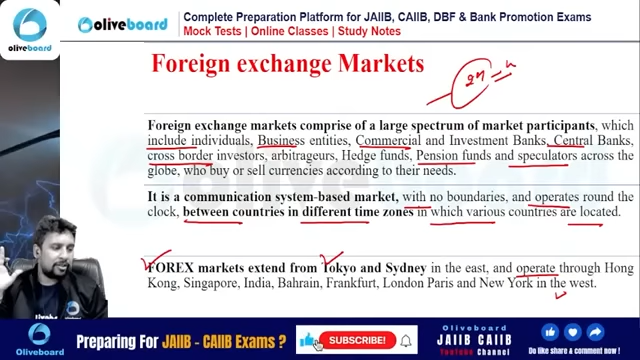 oliveboard
oliveboard
Complete Preparation Platform for JAIIB, CAIIB, DBF & Bank Promotion Exams
Mock Tests | Online Classes | Study Notes
Foreign exchange Markets
Foreign exchange markets comprise of a large spectrum of market participants, which
include individuals, Business entities, Commercial and Investment Banks, Central Banks,
cross border investors, arbitrageurs, Hedge funds, Pension funds and speculators across the
globe, who buy or sell currencies according to their needs.
It is a communication system-based market, with no boundaries, and operates round the
clock, between countries in different time zones in which various countries are located.
FOREX markets extend from Tokyo and Sydney in the east, and operate through Hong
Kong, Singapore, India, Bahrain, Frankfurt, London Paris and New York in the west.
Oliveboard
Preparing For JAIIB - CAIIB Exams ?
SUBSCRIBE!
Oliveboard
JAIIB CAIIB
YouTube Channel
Do like share & comment